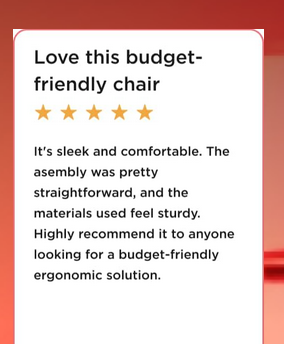 Love this budget-
friendly chair
It's sleek and comfortable. The
asembly was pretty
straightforward, and the
materials used feel sturdy.
Highly recommend it to anyone
looking for a budget-friendly
ergonomic solution.